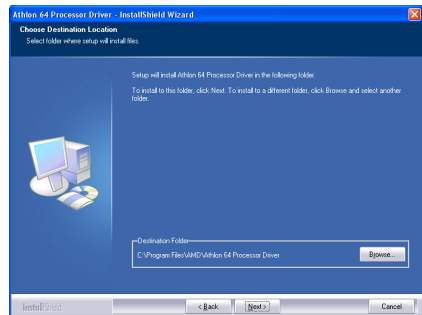 Athlon 64 Processor Driver - InstallShield Wizard
Choose Destination Location
Select folder where setup will install files.
Setup will install Athlon 64 Processor Driver in the following folder.
To install to this folder, click Next. To install to a different folder, click Browse and select another
folder.
Destination Folder
C:\Program Files\AMD\Athlon 64 Processor Driver
Browse...
InstallShield
< Back
Next >
Cancel